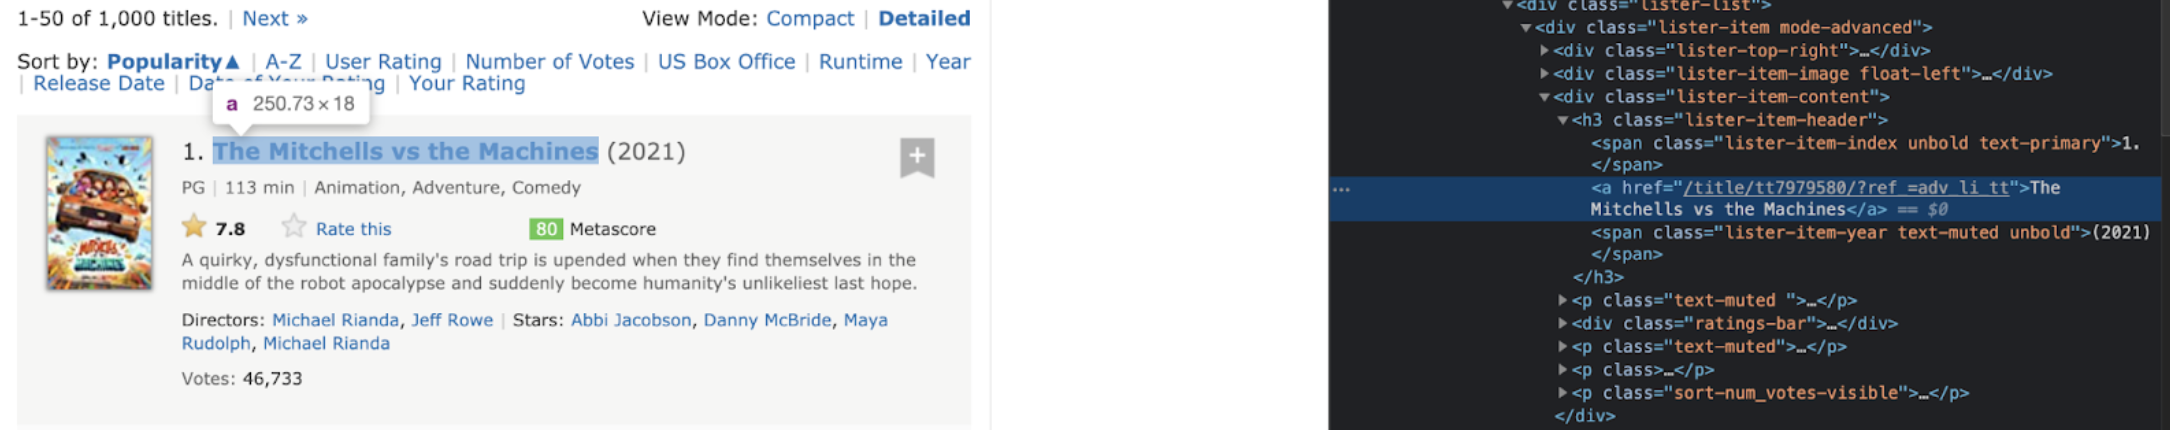 1-50 of 1,000 titles. | Next »
View Mode: Compact | Detailed
Sort by: Popularity▲ | A-Z | User Rating | Number of Votes | US Box Office | Runtime | Year
| Release Date | Date of Your Rating | Your Rating
a 250.73×18
1. The Mitchells vs the Machines (2021)
PG | 113 min | Animation, Adventure, Comedy
7.8 Rate this 80 Metascore
A quirky, dysfunctional family's road trip is upended when they find themselves in the
middle of the robot apocalypse and suddenly become humanity's unlikeliest last hope.
Directors: Michael Rianda, Jeff Rowe | Stars: Abbi Jacobson, Danny McBride, Maya
Rudolph, Michael Rianda
Votes: 46,733
▼<div class="lister-list">
▼<div class="lister-item mode-advanced">
▶<div class="lister-top-right">…</div>
▶<div class="lister-item-image float-left">…</div>
▼<div class="lister-item-content">
▼<h3 class="lister-item-header">
<span class="lister-item-index unbold text-primary">1.
</span>
<a href="/title/tt7979580/?ref_=adv_li_tt">The
Mitchells vs the Machines</a> == $0
<span class="lister-item-year text-muted unbold">(2021)
</span>
</h3>
▶<p class="text-muted ">…</p>
▶<div class="ratings-bar">…</div>
▶<p class="text-muted">…</p>
▶<p class>…</p>
▶<p class="sort-num_votes-visible">…</p>
</div>